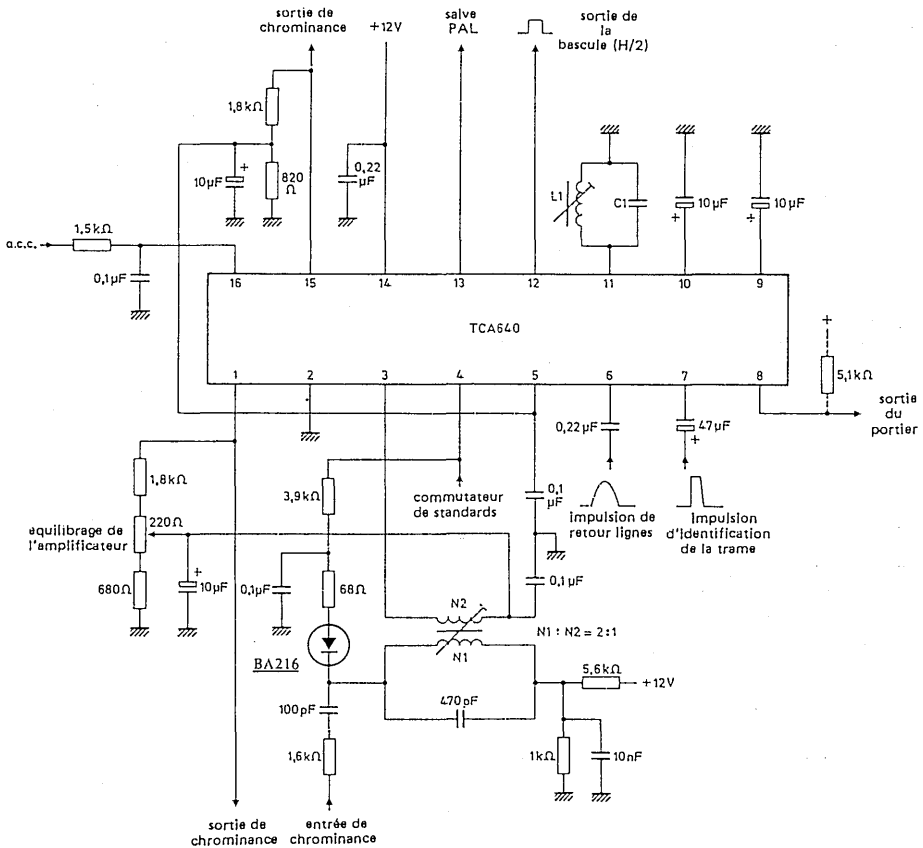 sortie de
chrominance
+12V
salve
PAL
sortie de
la
bascule (H/2)
1,8kΩ
10µF
+
820
Ω
0,22
µF
L1
C1
10µF
+
10µF
÷
a.c.c.
1.5kΩ
0,1µF
16
15
14
13
12
11
10
9
TCA640
1
2
3
4
5
6
7
8
+
5,1kΩ
sortie
du
portier
1,8kΩ
equilibrage de
l'amplificateur
220Ω
680Ω
+
10µF
3,9kΩ
commutateur
de standards
0,1
µF
0,22µF
47µF
+
impulsion de
retour lignes
impulsion
d'identification
de la trame
0,1µF
68Ω
0,1µF
N2
N1
N1 : N2 = 2:1
BA216
5,6kΩ
+12V
100pF
470pF
1,6kΩ
1kΩ
10nF
sortie de
chrominance
entrée de
chrominance